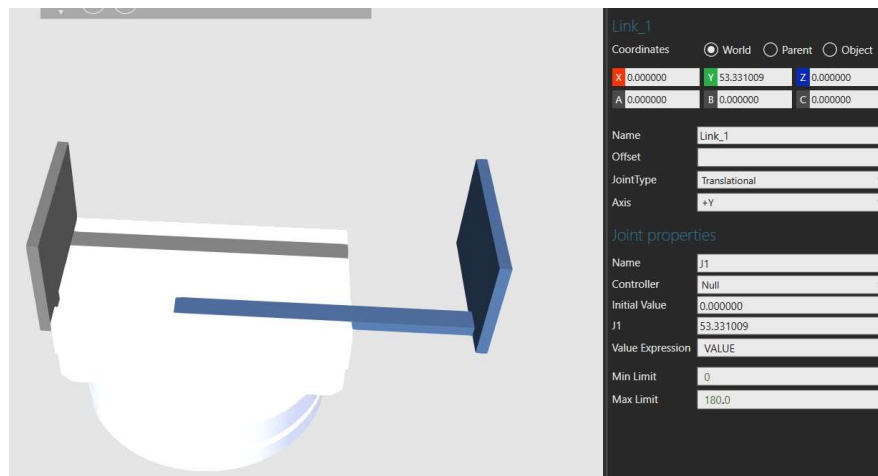 Link_1
Coordinates World Parent Object
X 0.000000 Y 53.331009 Z 0.000000
A 0.000000 B 0.000000 C 0.000000
Name Link_1
Offset
JointType Translational
Axis +Y
Joint properties
Name J1
Controller Null
Initial Value 0.000000
J1 53.331009
Value Expression VALUE
Min Limit 0
Max Limit 180.0